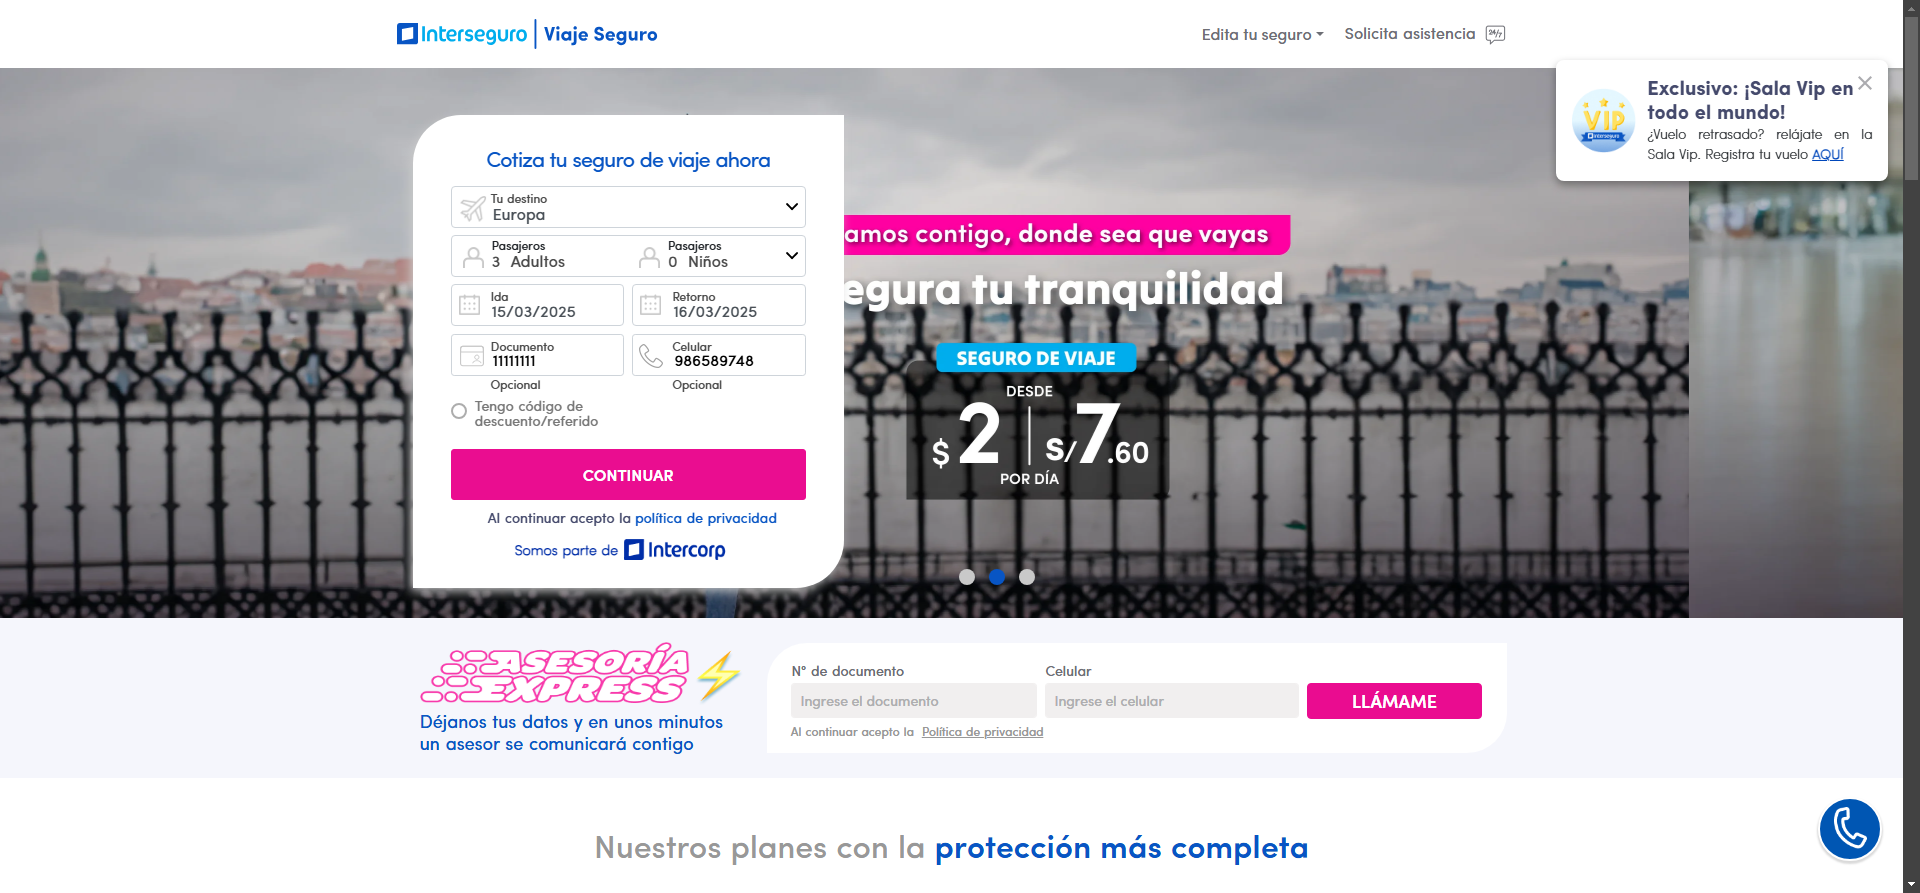 Interseguro | Viaje Seguro
Edita tu seguro
Solicita asistencia
24/7
Exclusivo: ¡Sala Vip en
todo el mundo!
¿Vuelo retrasado? relájate en la
Sala Vip. Registra tu vuelo AQUÍ
VIP
Interseguro
Cotiza tu seguro de viaje ahora
Tu destino
Europa
Pasajeros
3 Adultos
Pasajeros
0 Niños
Ida
15/03/2025
Retorno
16/03/2025
Documento
11111111
Opcional
Celular
986589748
Opcional
Tengo código de
descuento/referido
CONTINUAR
Al continuar acepto la política de privacidad
Somos parte de Intercorp
amos contigo, donde sea que vayas
egura tu tranquilidad
SEGURO DE VIAJE
DESDE
$ 2 | S/7.60
POR DÍA
ASESORÍA
EXPRESS
Déjanos tus datos y en unos minutos
un asesor se comunicará contigo
N° de documento
Ingrese el documento
Celular
Ingrese el celular
LLÁMAME
Al continuar acepto la Política de privacidad
Nuestros planes con la protección más completa